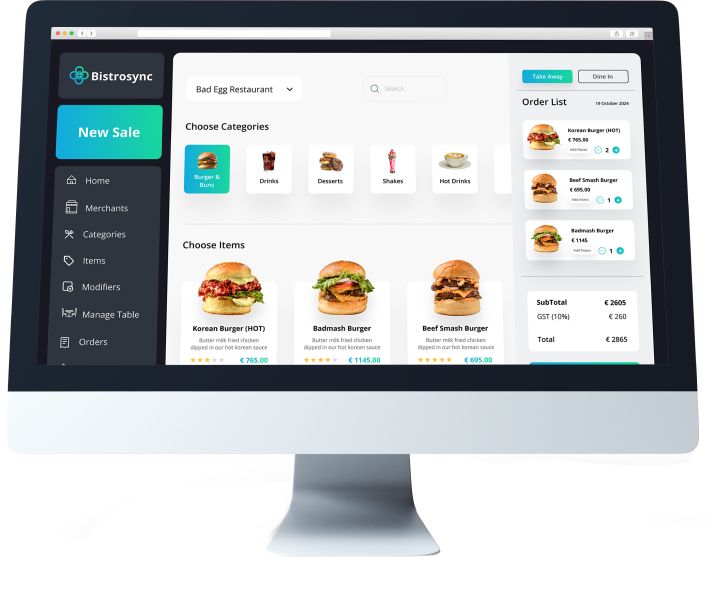 Bistrosync
New Sale
Home
Merchants
Categories
Items
Modifiers
Manage Table
Orders
Bad Egg Restaurant
Search...
Choose Categories
Burger &
Buns
Drinks
Desserts
Shakes
Hot Drinks
Choose Items
Korean Burger (HOT)
Butter milk fried chicken
dipped in our hot korean sauce
€ 765.00
Badmash Burger
Butter milk fried chicken
dipped in our hot korean sauce
€ 1145.00
Beef Smash Burger
Butter milk fried chicken
dipped in our hot korean sauce
€ 695.00
Take Away
Dine In
Order List
19 October 2024
Korean Burger (HOT)
€ 765.00
Add Notes
2
Beef Smash Burger
€ 695.00
Add Notes
1
Badmash Burger
€ 1145
Add Notes
1
SubTotal € 2605
GST (10%) € 260
Total € 2865